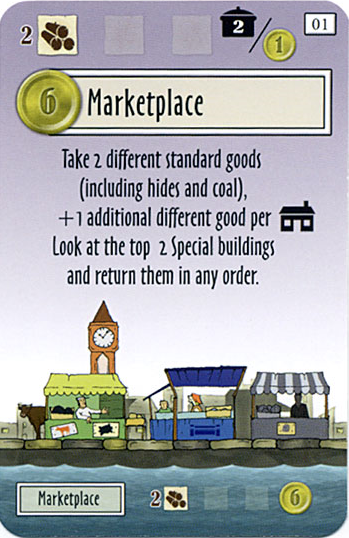 2 2 / 1 01
6 Marketplace
Take 2 different standard goods
(including hides and coal),
+1 additional different good per
Look at the top 2 Special buildings
and return them in any order.
Marketplace 2 6